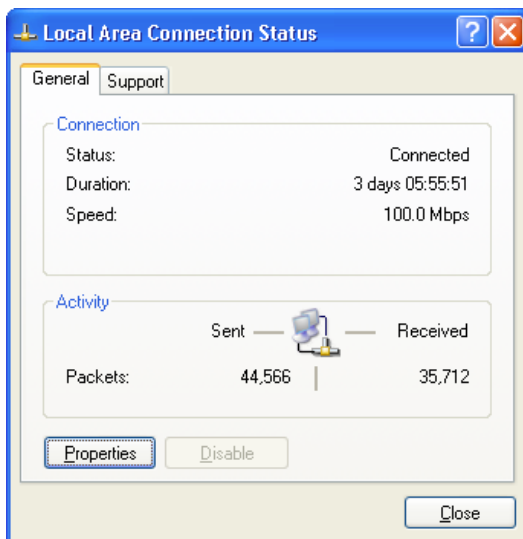 Local Area Connection Status
General Support
Connection
Status: Connected
Duration: 3 days 05:55:51
Speed: 100.0 Mbps
Activity
Sent Received
Packets: 44,566 35,712
Properties Disable
Close